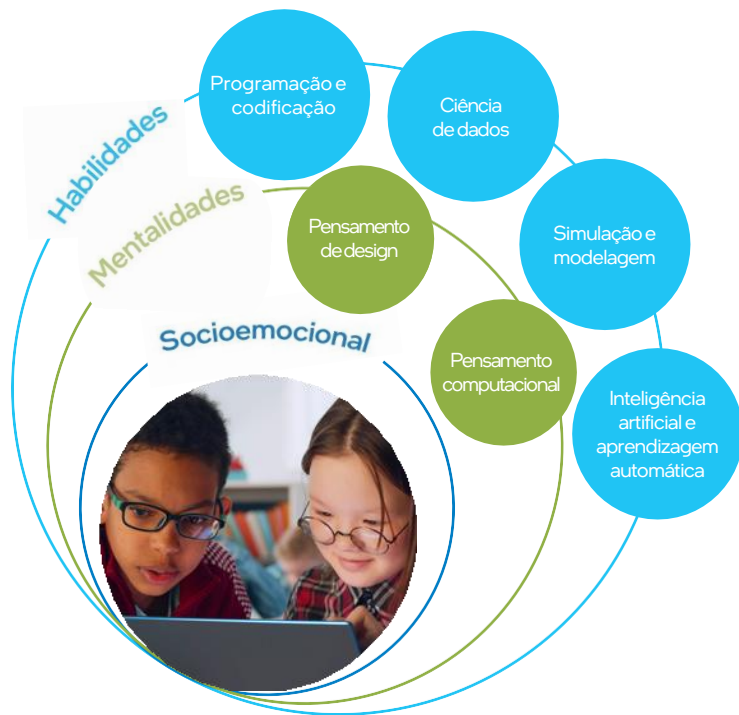 Habilidades
Programação e
codificação
Ciência
de dados
Simulação e
modelagem
Inteligência
artificial e
aprendizagem
automática
Mentalidades
Pensamento
de design
Pensamento
computacional
Socioemocional